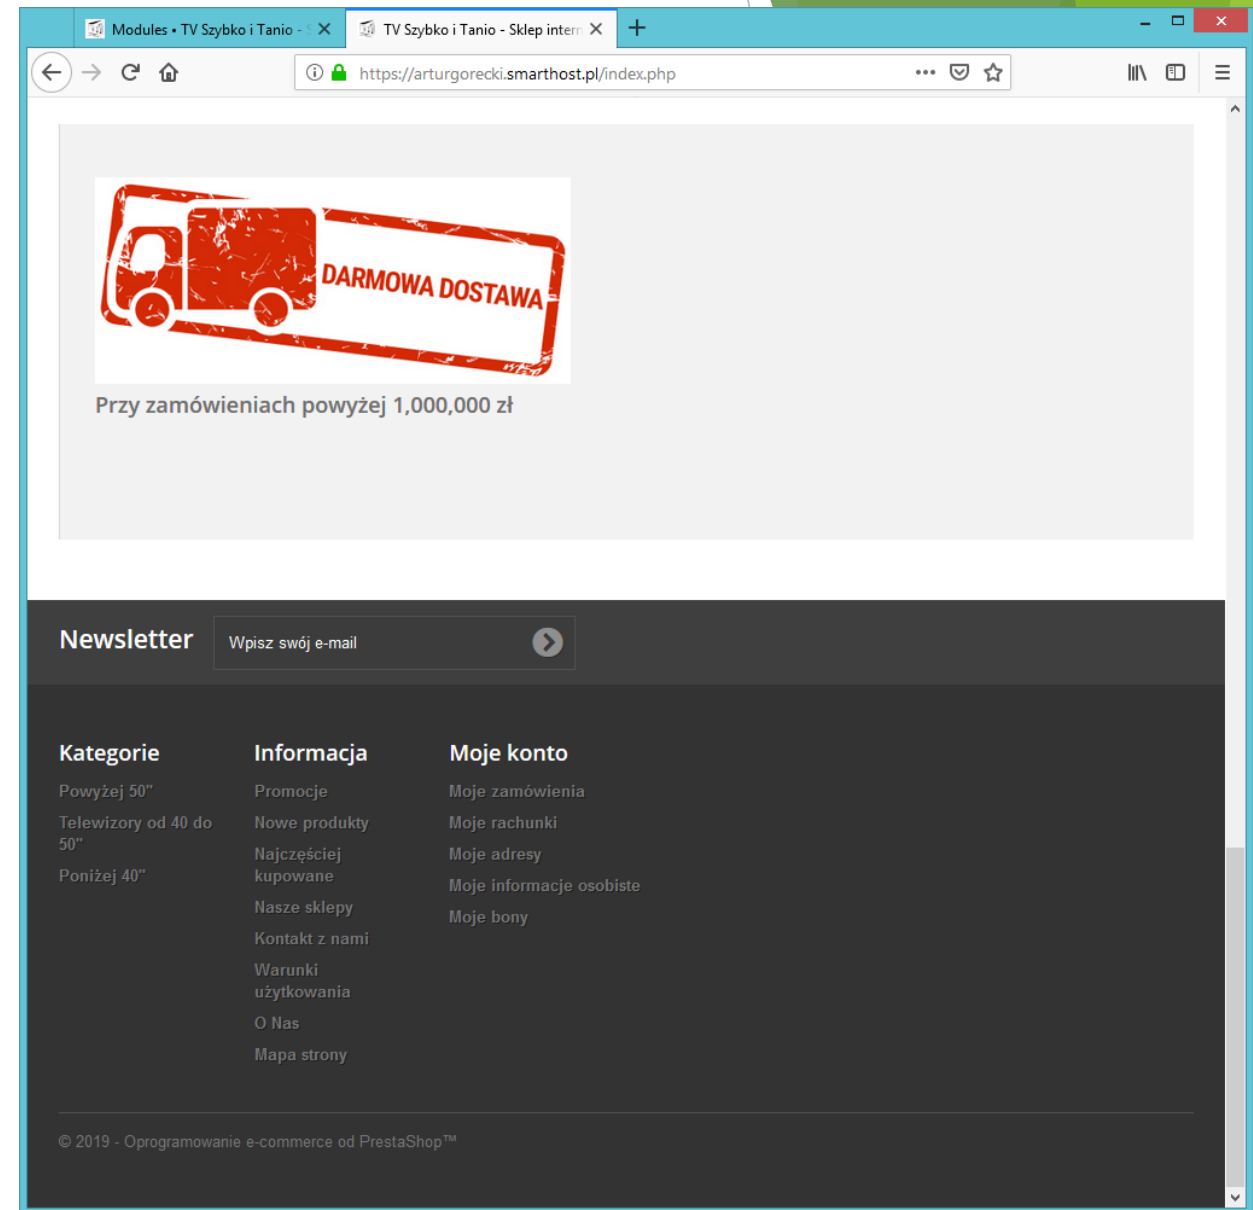 Modules • TV Szybko i Tanio - S
TV Szybko i Tanio - Sklep intern
https://arturgorecki.smarthost.pl/index.php
DARMOWA DOSTAWA
Przy zamówieniach powyżej 1,000,000 zł
Newsletter
Wpisz swój e-mail
Kategorie
Powyżej 50"
Telewizory od 40 do
50"
Poniżej 40"
Informacja
Promocje
Nowe produkty
Najczęściej
kupowane
Nasze sklepy
Kontakt z nami
Warunki
użytkowania
O Nas
Mapa strony
Moje konto
Moje zamówienia
Moje rachunki
Moje adresy
Moje informacje osobiste
Moje bony
© 2019 - Oprogramowanie e-commerce od PrestaShop™